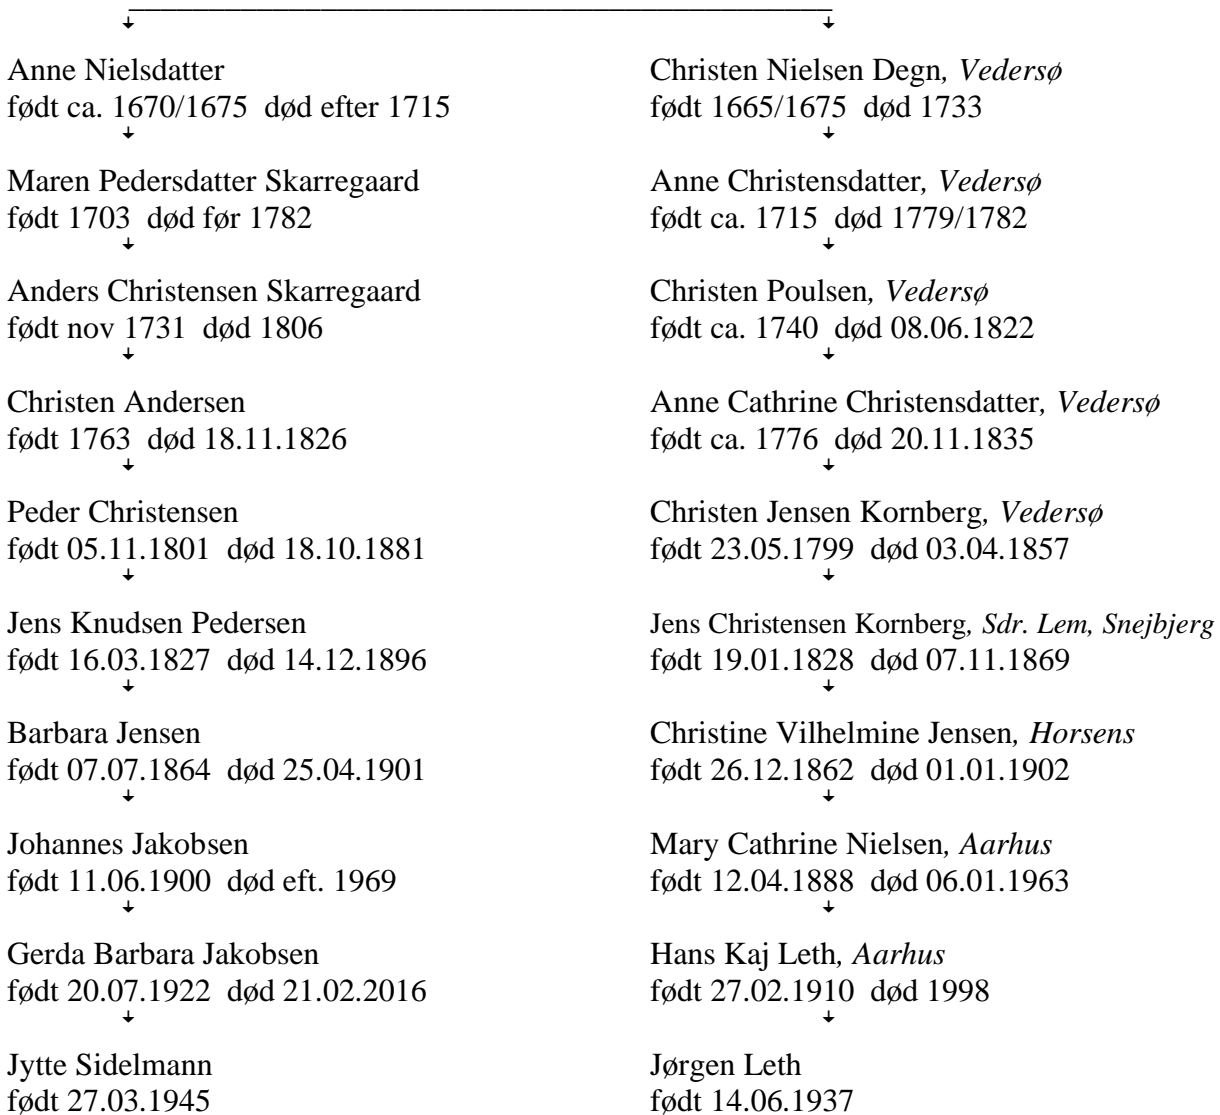 Anne Nielsdatter
født ca. 1670/1675 død efter 1715
Maren Pedersdatter Skarregaard
født 1703 død før 1782
Anders Christensen Skarregaard
født nov 1731 død 1806
Christen Andersen
født 1763 død 18.11.1826
Peder Christensen
født 05.11.1801 død 18.10.1881
Jens Knudsen Pedersen
født 16.03.1827 død 14.12.1896
Barbara Jensen
født 07.07.1864 død 25.04.1901
Johannes Jakobsen
født 11.06.1900 død eft. 1969
Gerda Barbara Jakobsen
født 20.07.1922 død 21.02.2016
Jytte Sidelmann
født 27.03.1945
Christen Nielsen Degn, Vedersø
født 1665/1675 død 1733
Anne Christensdatter, Vedersø
født ca. 1715 død 1779/1782
Christen Poulsen, Vedersø
født ca. 1740 død 08.06.1822
Anne Cathrine Christensdatter, Vedersø
født ca. 1776 død 20.11.1835
Christen Jensen Kornberg, Vedersø
født 23.05.1799 død 03.04.1857
Jens Christensen Kornberg, Sdr. Lem, Snejbjerg
født 19.01.1828 død 07.11.1869
Christine Vilhelmine Jensen, Horsens
født 26.12.1862 død 01.01.1902
Mary Cathrine Nielsen, Aarhus
født 12.04.1888 død 06.01.1963
Hans Kaj Leth, Aarhus
født 27.02.1910 død 1998
Jørgen Leth
født 14.06.1937